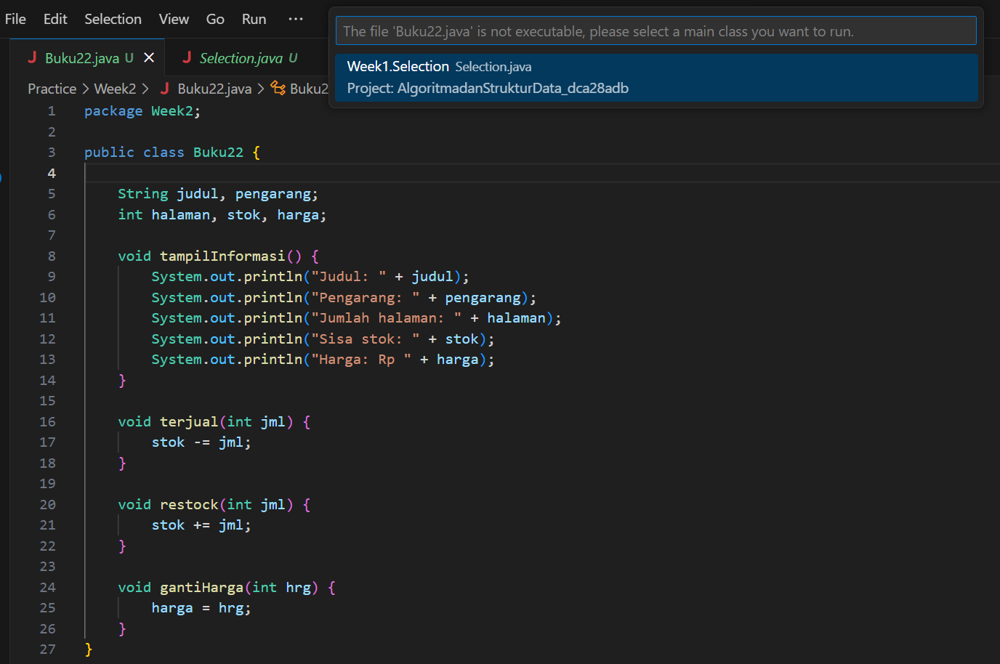 File Edit Selection View Go Run ···
The file 'Buku22.java' is not executable, please select a main class you want to run.
Week1.Selection Selection.java
Project: AlgoritmadanStrukturData_dca28adb
J Buku22.java U × J Selection.java U
Practice > Week2 > J Buku22.java > Buku2
1 package Week2;
2
3 public class Buku22 {
4
5 String judul, pengarang;
6 int halaman, stok, harga;
7
8 void tampilInformasi() {
9 System.out.println("Judul: " + judul);
10 System.out.println("Pengarang: " + pengarang);
11 System.out.println("Jumlah halaman: " + halaman);
12 System.out.println("Sisa stok: " + stok);
13 System.out.println("Harga: Rp " + harga);
14 }
15
16 void terjual(int jml) {
17 stok -= jml;
18 }
19
20 void restock(int jml) {
21 stok += jml;
22 }
23
24 void gantiHarga(int hrg) {
25 harga = hrg;
26 }
27 }